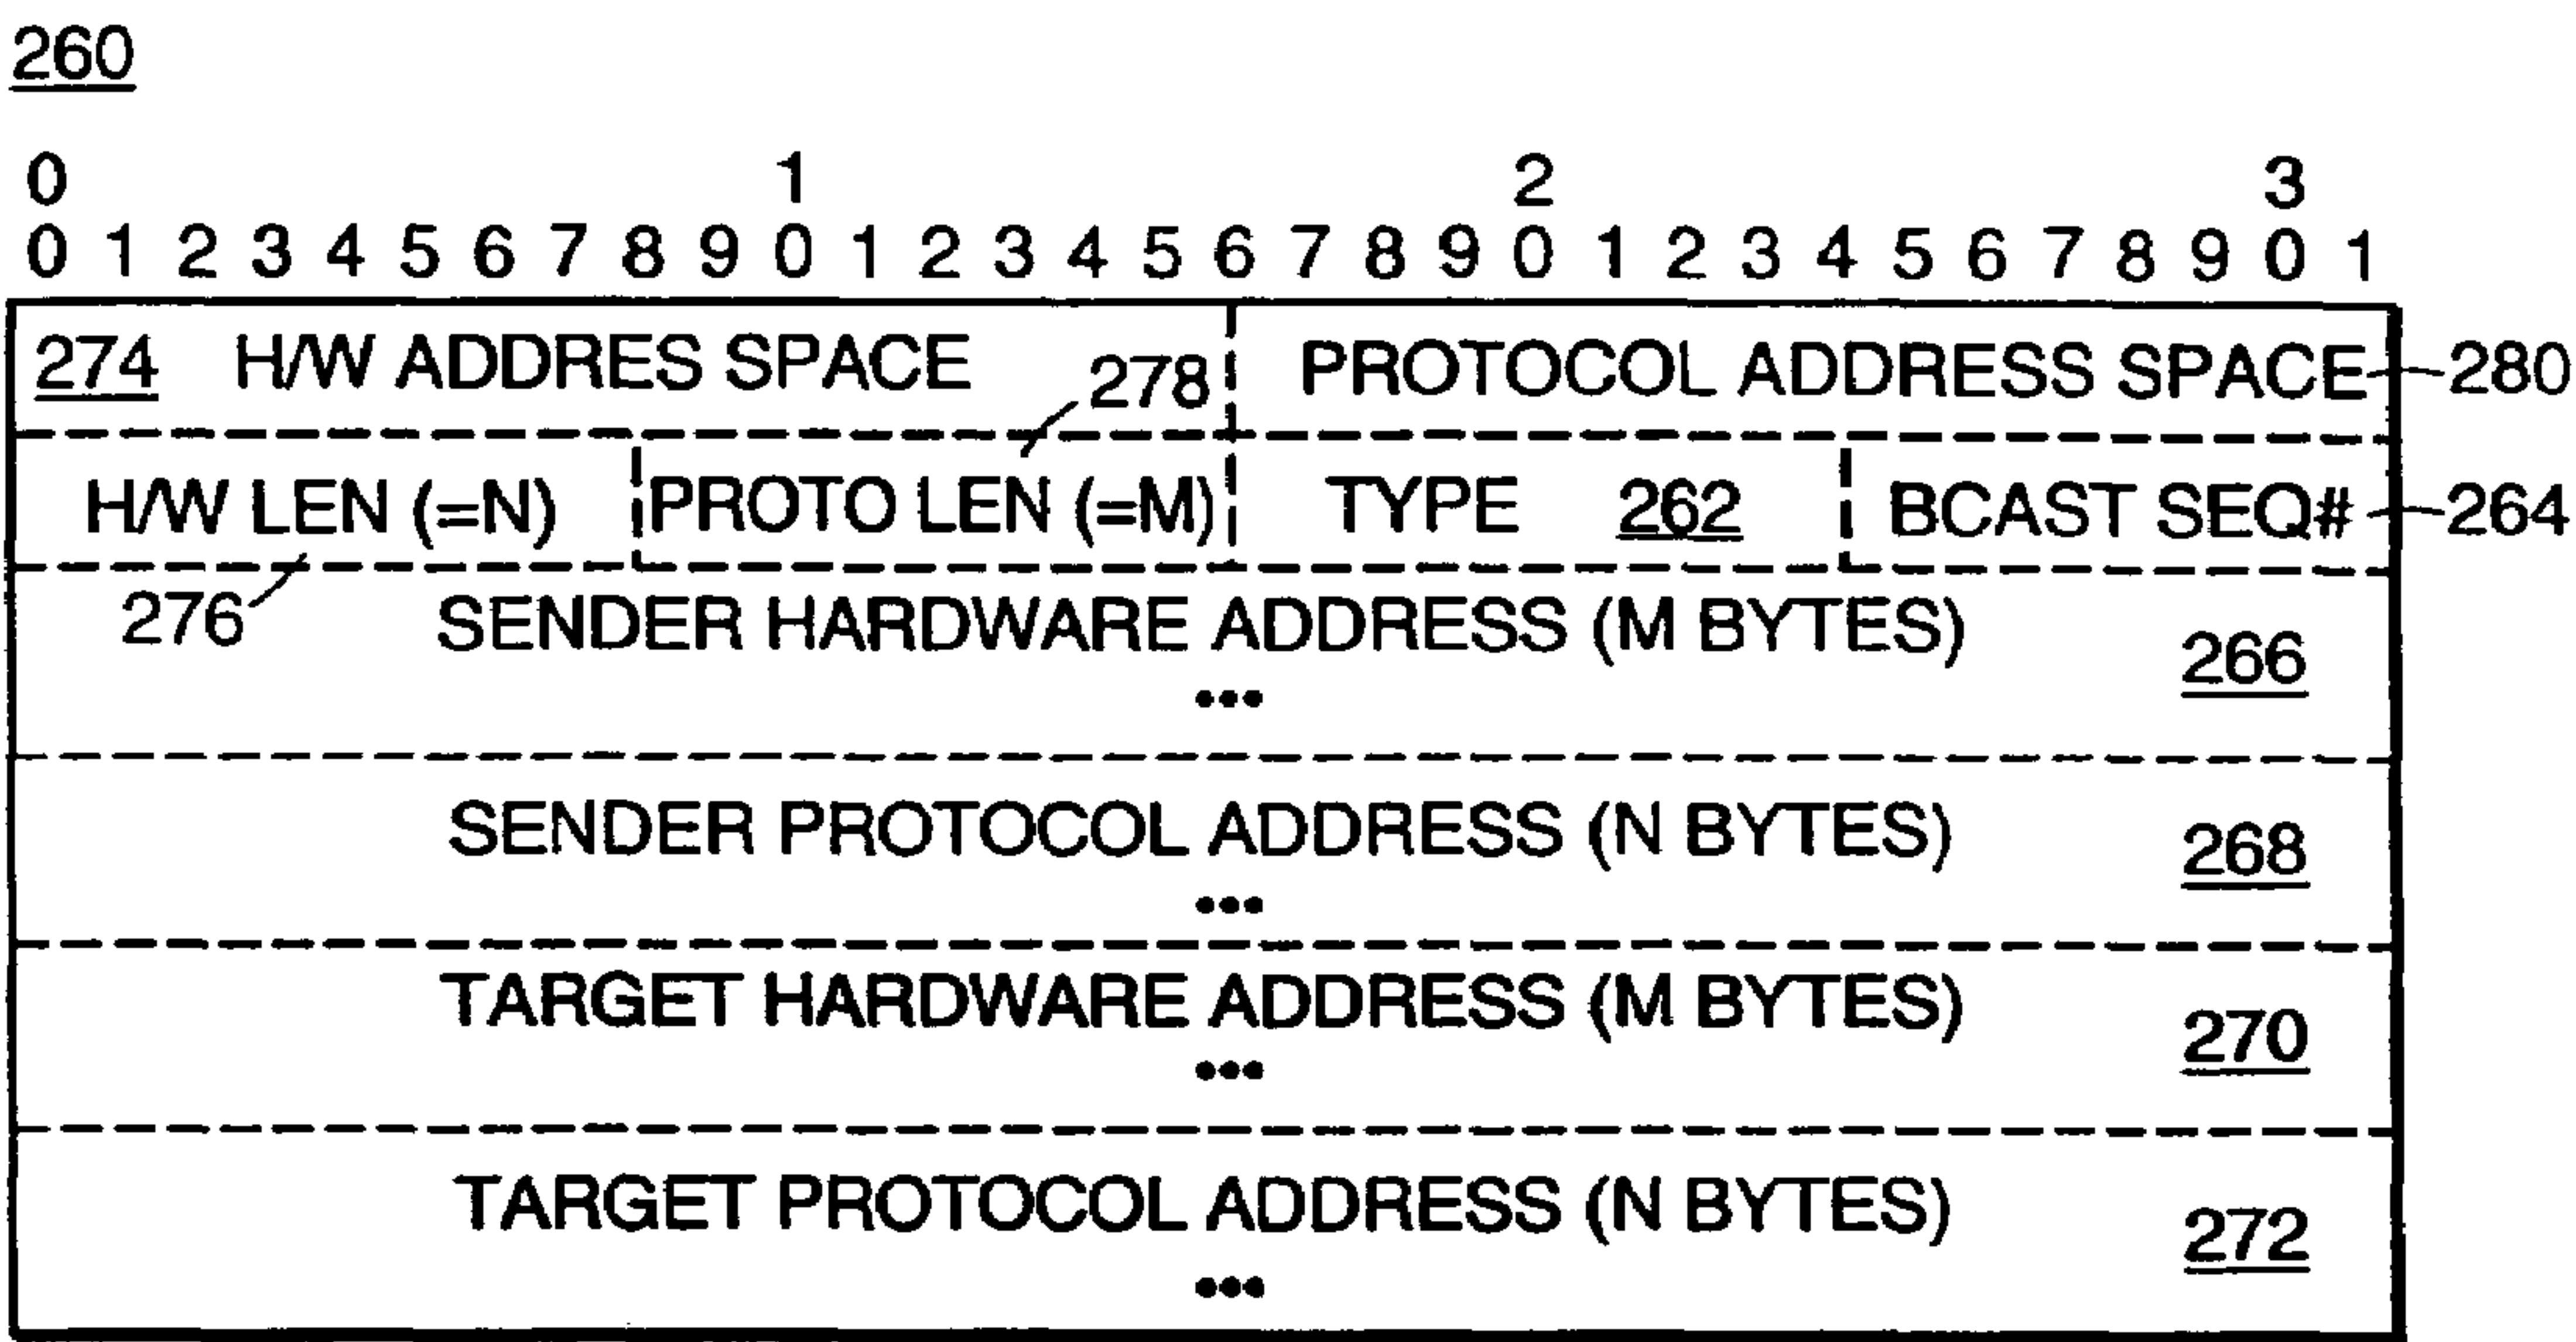 260
0 1 2 3
0 1 2 3 4 5 6 7 8 9 0 1 2 3 4 5 6 7 8 9 0 1 2 3 4 5 6 7 8 9 0 1
274 H/W ADDRES SPACE 278 PROTOCOL ADDRESS SPACE 280
H/W LEN (=N) PROTO LEN (=M) TYPE 262 BCAST SEQ# 264
276 SENDER HARDWARE ADDRESS (M BYTES) 266
•••
SENDER PROTOCOL ADDRESS (N BYTES) 268
•••
TARGET HARDWARE ADDRESS (M BYTES) 270
•••
TARGET PROTOCOL ADDRESS (N BYTES) 272
•••